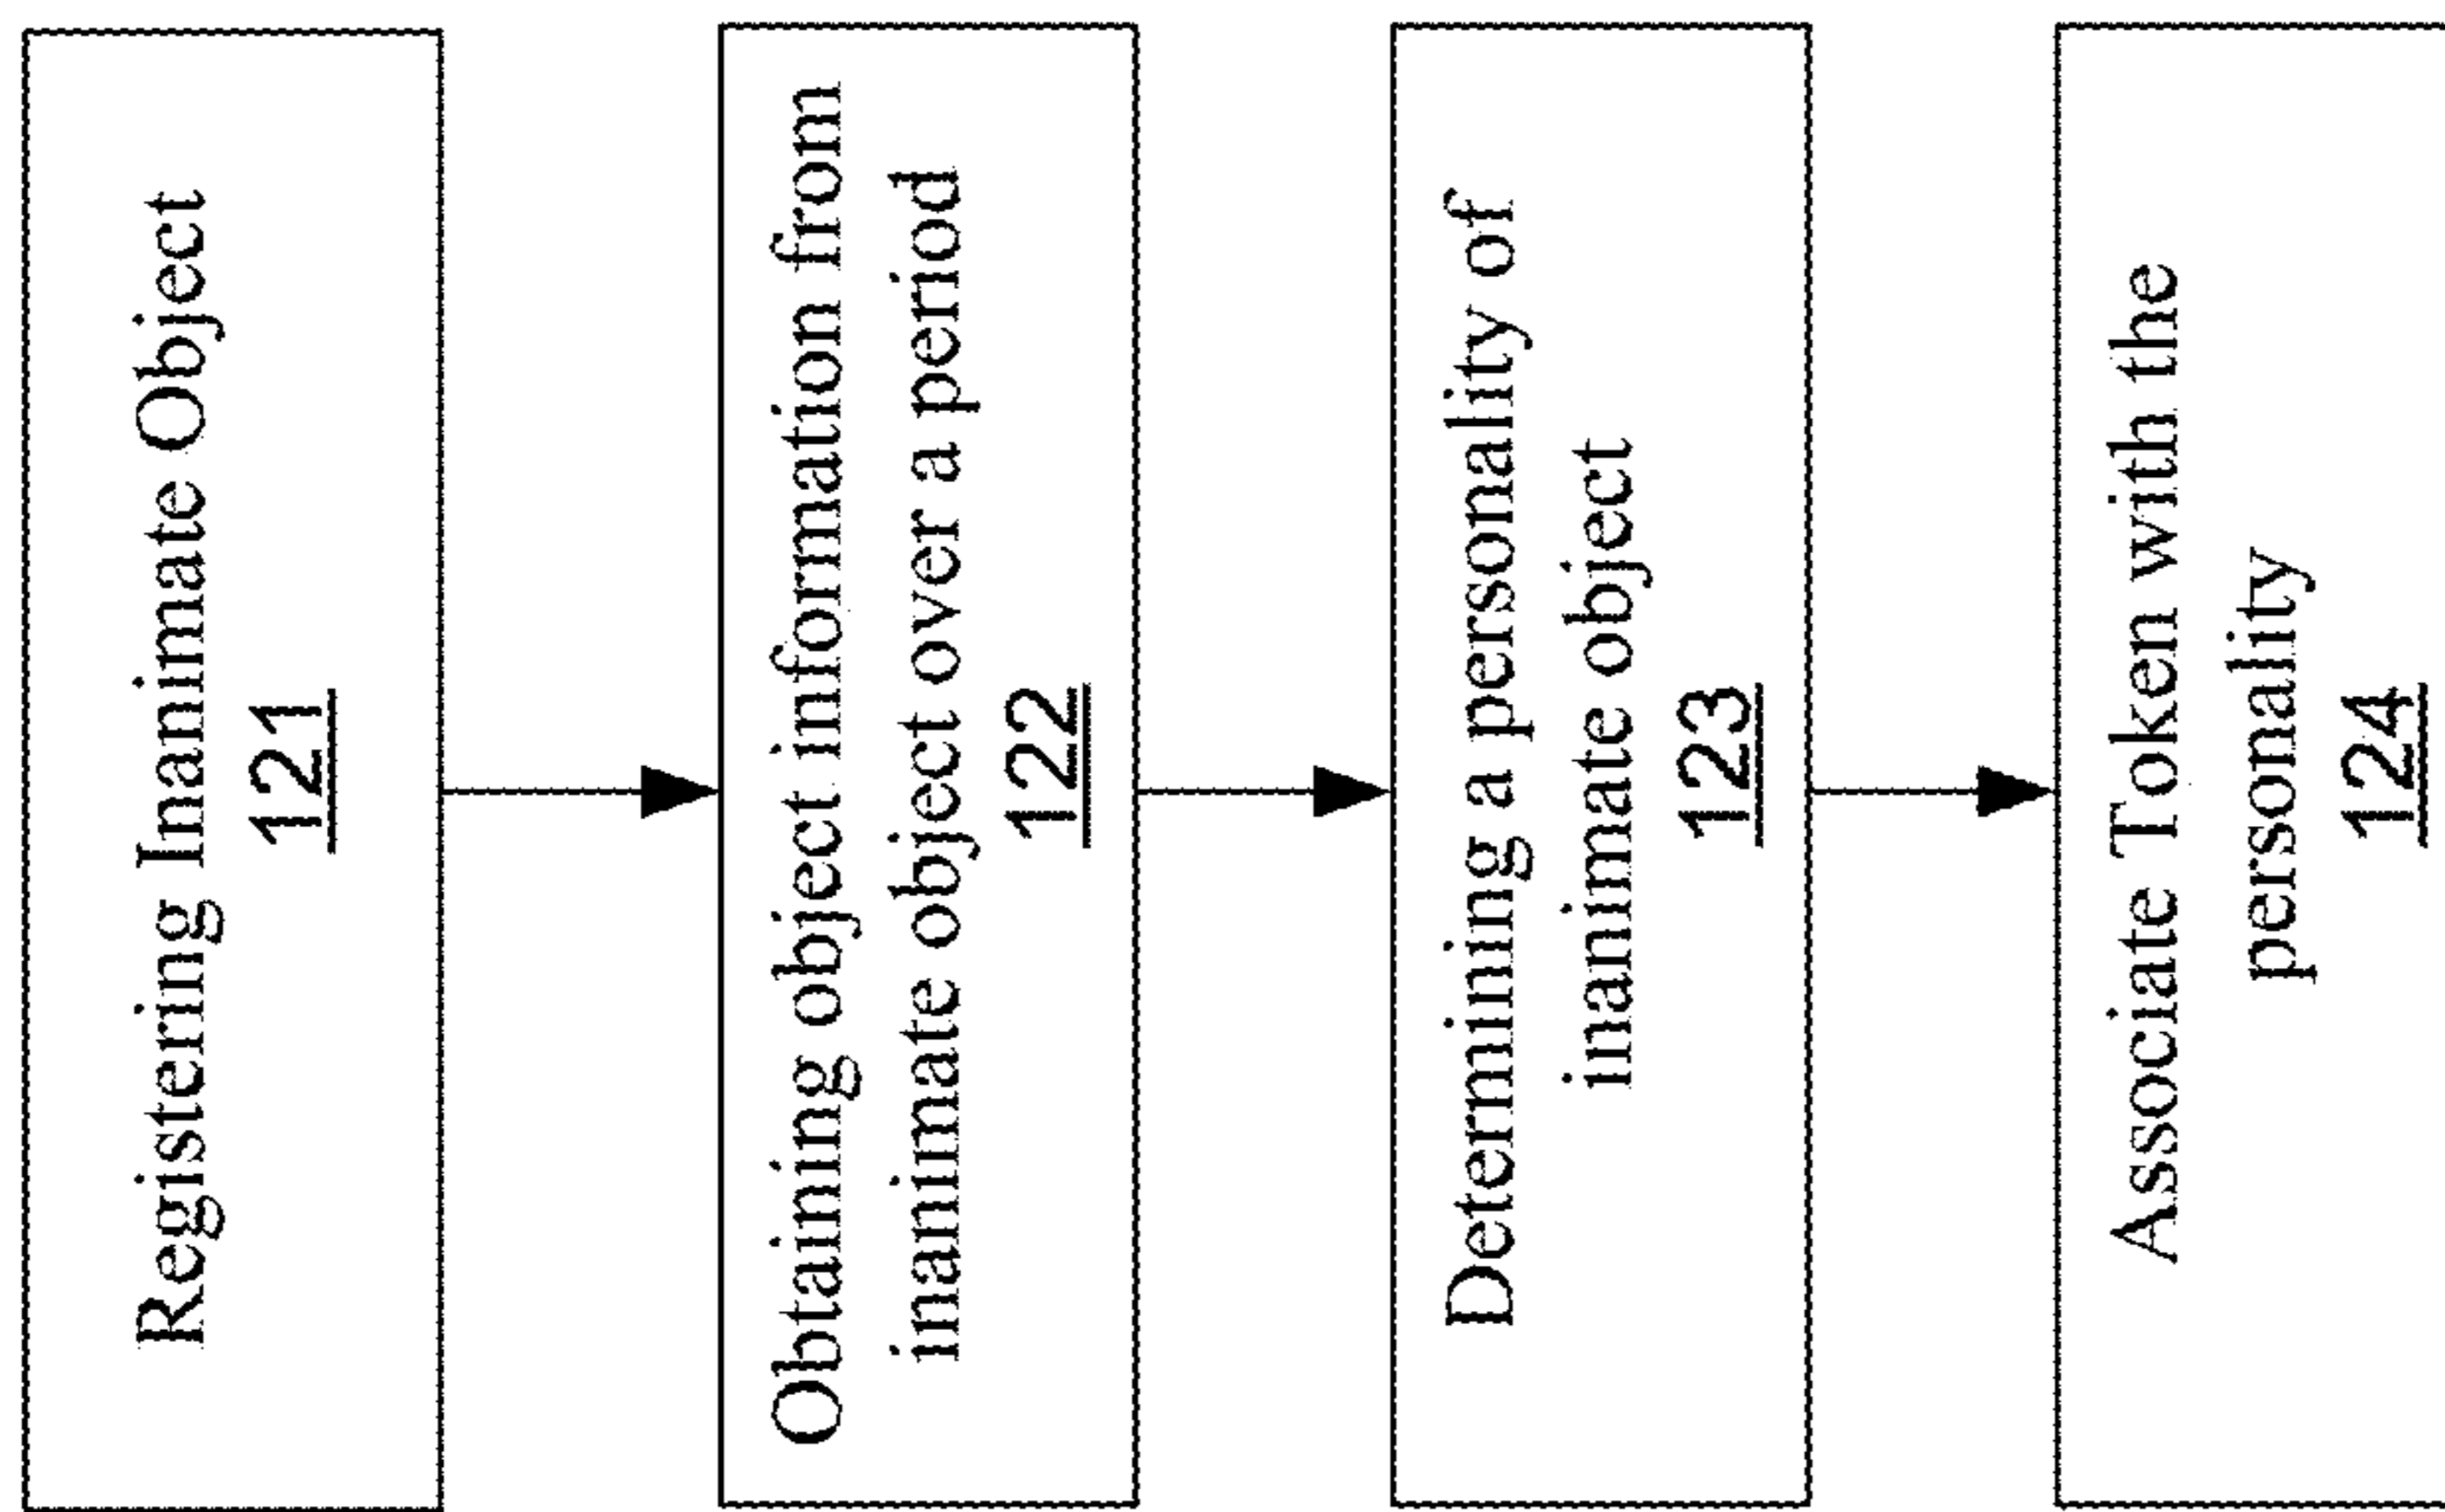 Registering Inanimate Object
121
Obtaining object information from
inanimate object over a period
122
Determining a personality of
inanimate object
123
Associate Token with the
personality
124